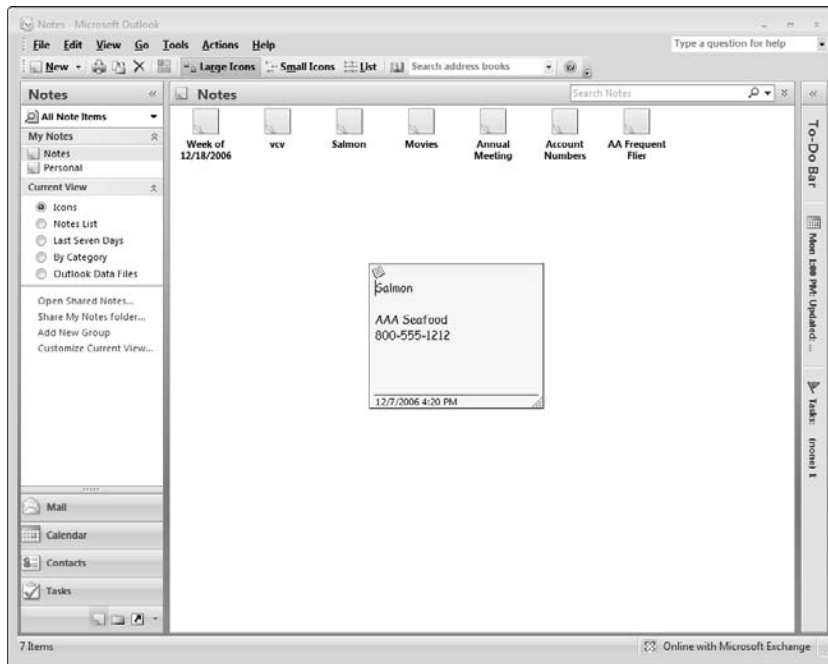 Notes - Microsoft Outlook
File Edit View Go Tools Actions Help
Type a question for help
New Large Icons Small Icons List Search address books
Notes
All Note Items
My Notes
Notes
Personal
Current View
Icons
Notes List
Last Seven Days
By Category
Outlook Data Files
Open Shared Notes...
Share My Notes folder...
Add New Group
Customize Current View...
Mail
Calendar
Contacts
Tasks
Notes
Search Notes
Week of
12/18/2006
vcv
Salmon
Movies
Annual
Meeting
Account
Numbers
AA Frequent
Flier
Salmon
AAA Seafood
800-555-1212
12/7/2006 4:20 PM
To-Do Bar
Mon 1:00 PM: Updated: ...
Tasks:
7 Items
Online with Microsoft Exchange